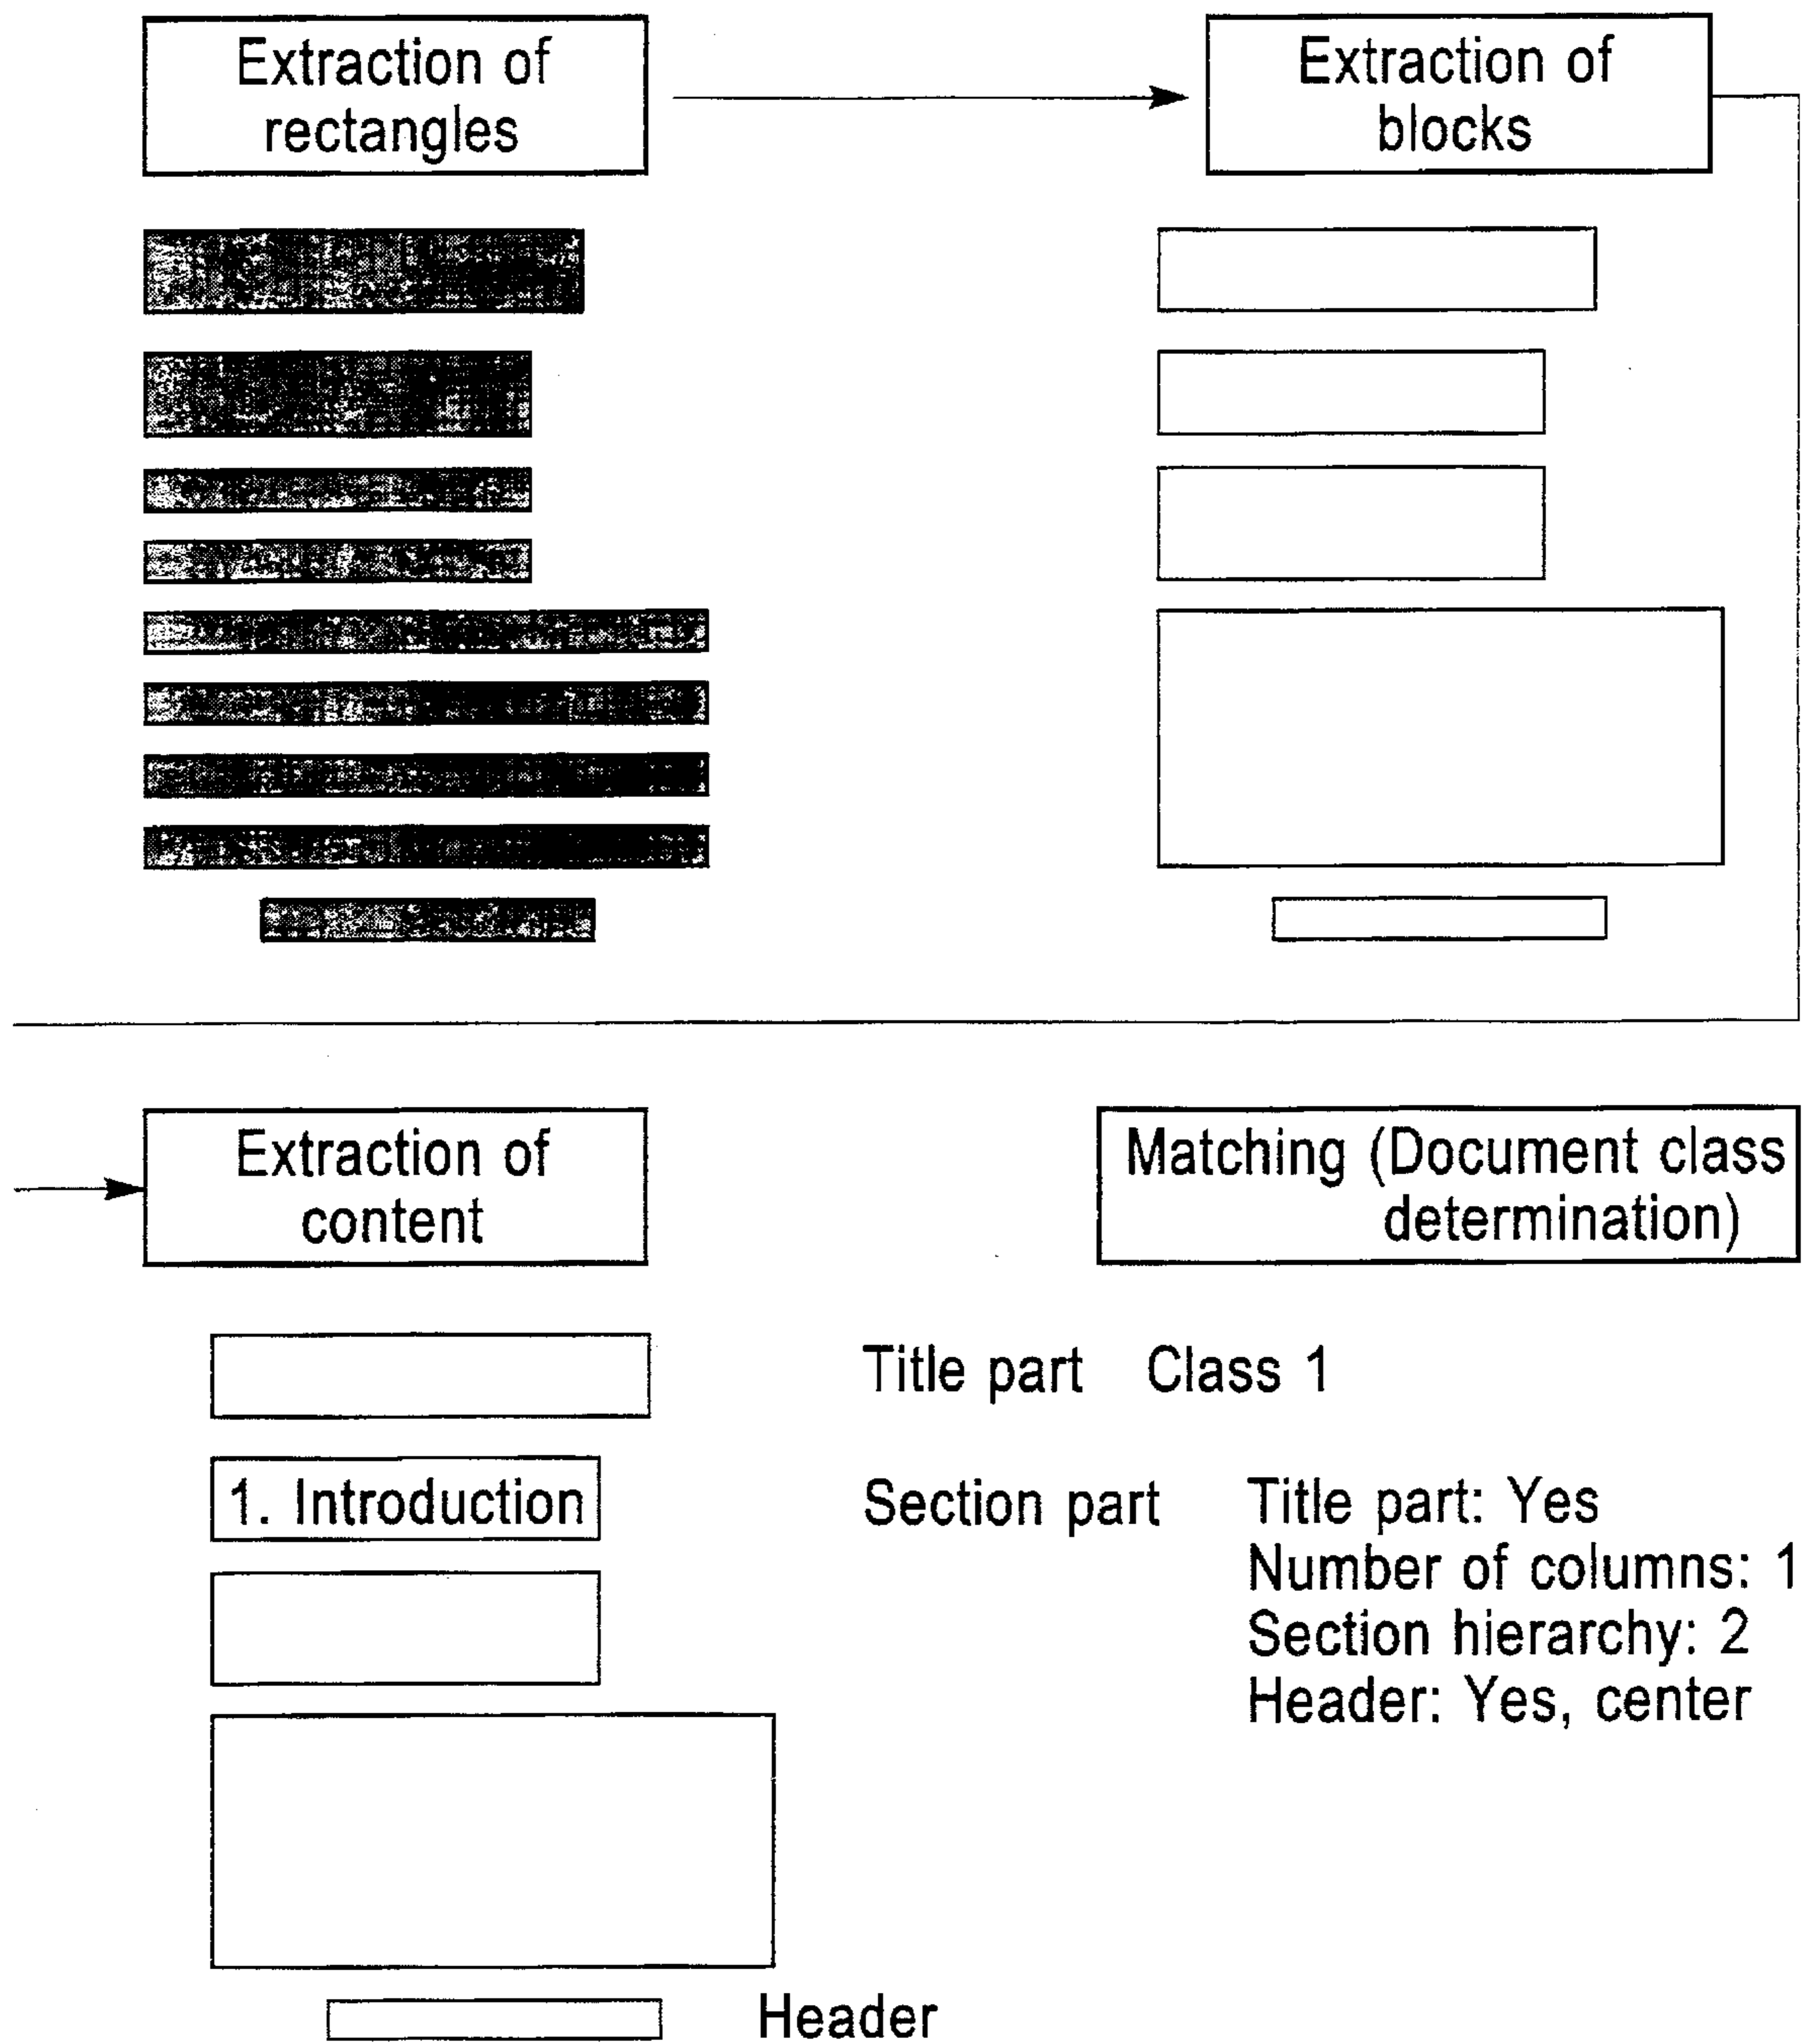 Extraction of
rectangles
Extraction of
blocks
Extraction of
content
Matching (Document class
determination)
Title part Class 1
1. Introduction
Section part Title part: Yes
Number of columns: 1
Section hierarchy: 2
Header: Yes, center
Header